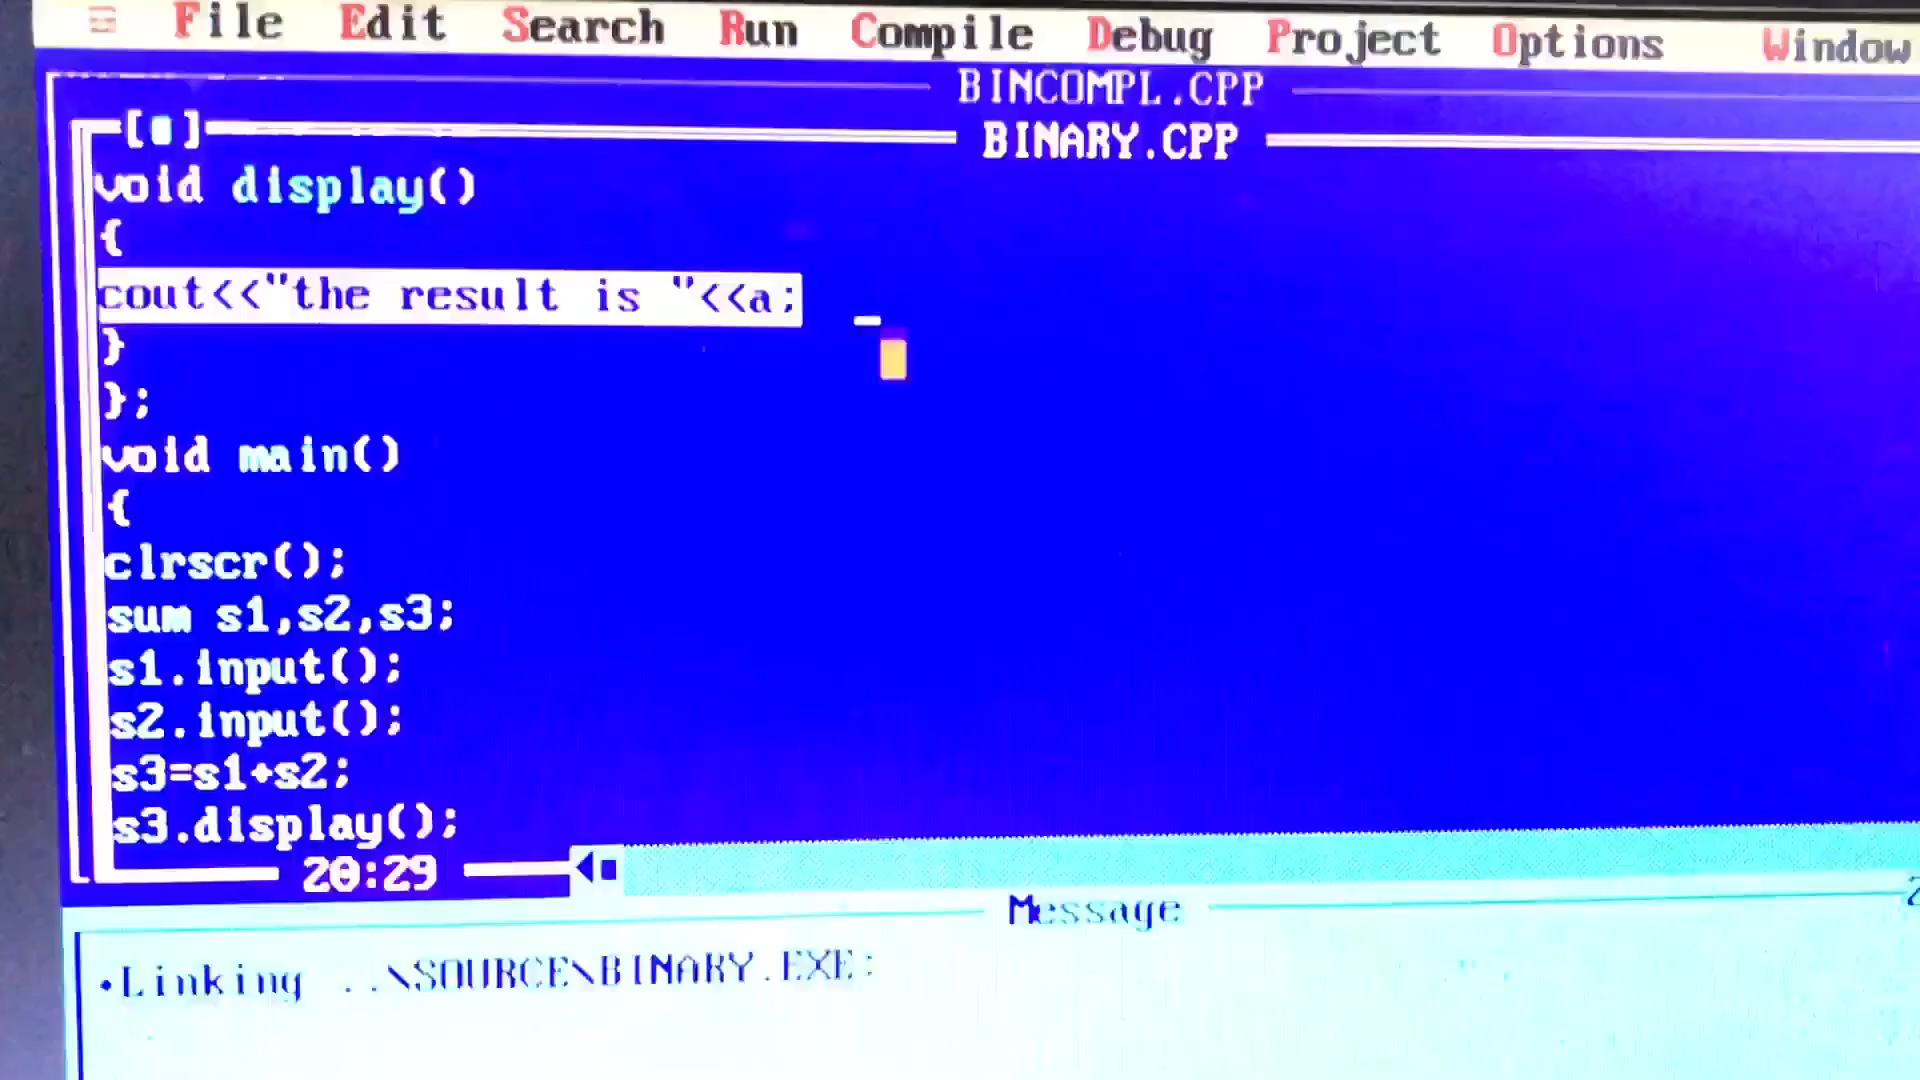 ≡ File Edit Search Run Compile Debug Project Options Window
BINCOMPL.CPP
[■] BINARY.CPP
void display()
{
cout<<"the result is "<<a;
}
};
void main()
{
clrscr();
sum s1,s2,s3;
s1.input();
s2.input();
s3=s1+s2;
s3.display();
20:29
Message
•Linking ..\SOURCE\BINARY.EXE: